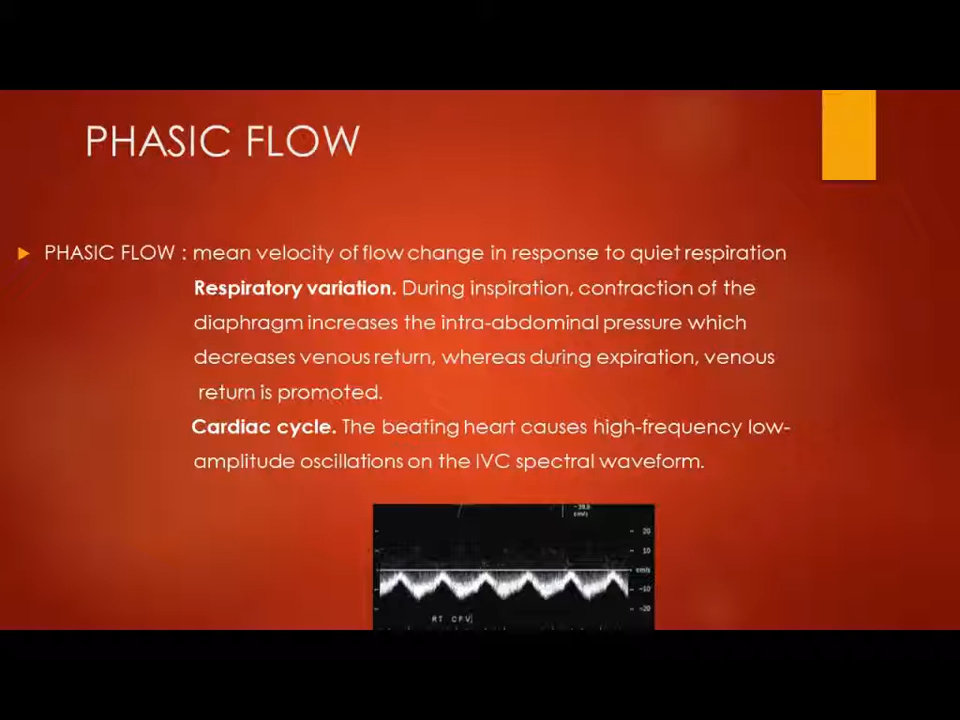 PHASIC FLOW
PHASIC FLOW : mean velocity of flow change in response to quiet respiration
Respiratory variation. During inspiration, contraction of the
diaphragm increases the intra-abdominal pressure which
decreases venous return, whereas during expiration, venous
return is promoted.
Cardiac cycle. The beating heart causes high-frequency low-
amplitude oscillations on the IVC spectral waveform.
cm/s
20
10
cm/s
-10
-20
RT CFV